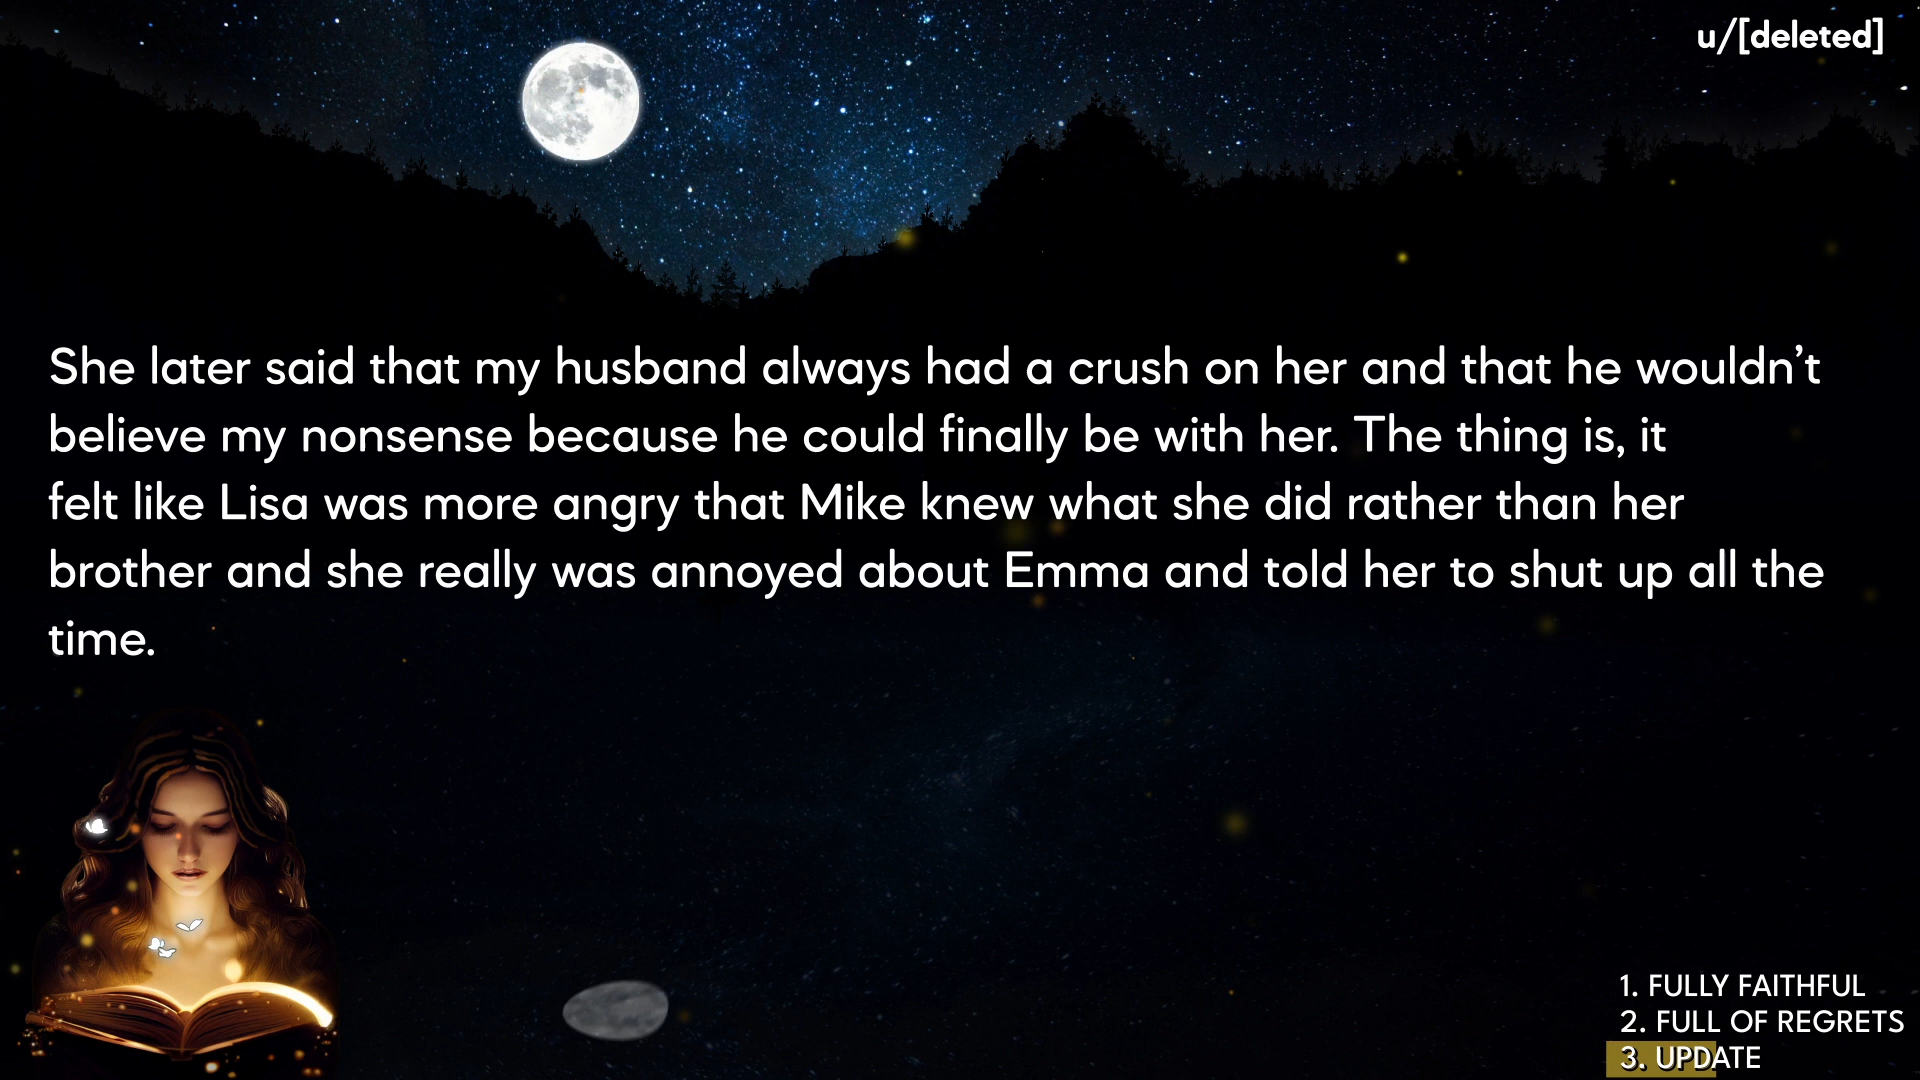 u/[deleted]
She later said that my husband always had a crush on her and that he wouldn’t
believe my nonsense because he could finally be with her. The thing is, it
felt like Lisa was more angry that Mike knew what she did rather than her
brother and she really was annoyed about Emma and told her to shut up all the
time.
1. FULLY FAITHFUL
2. FULL OF REGRETS
3. UPDATE